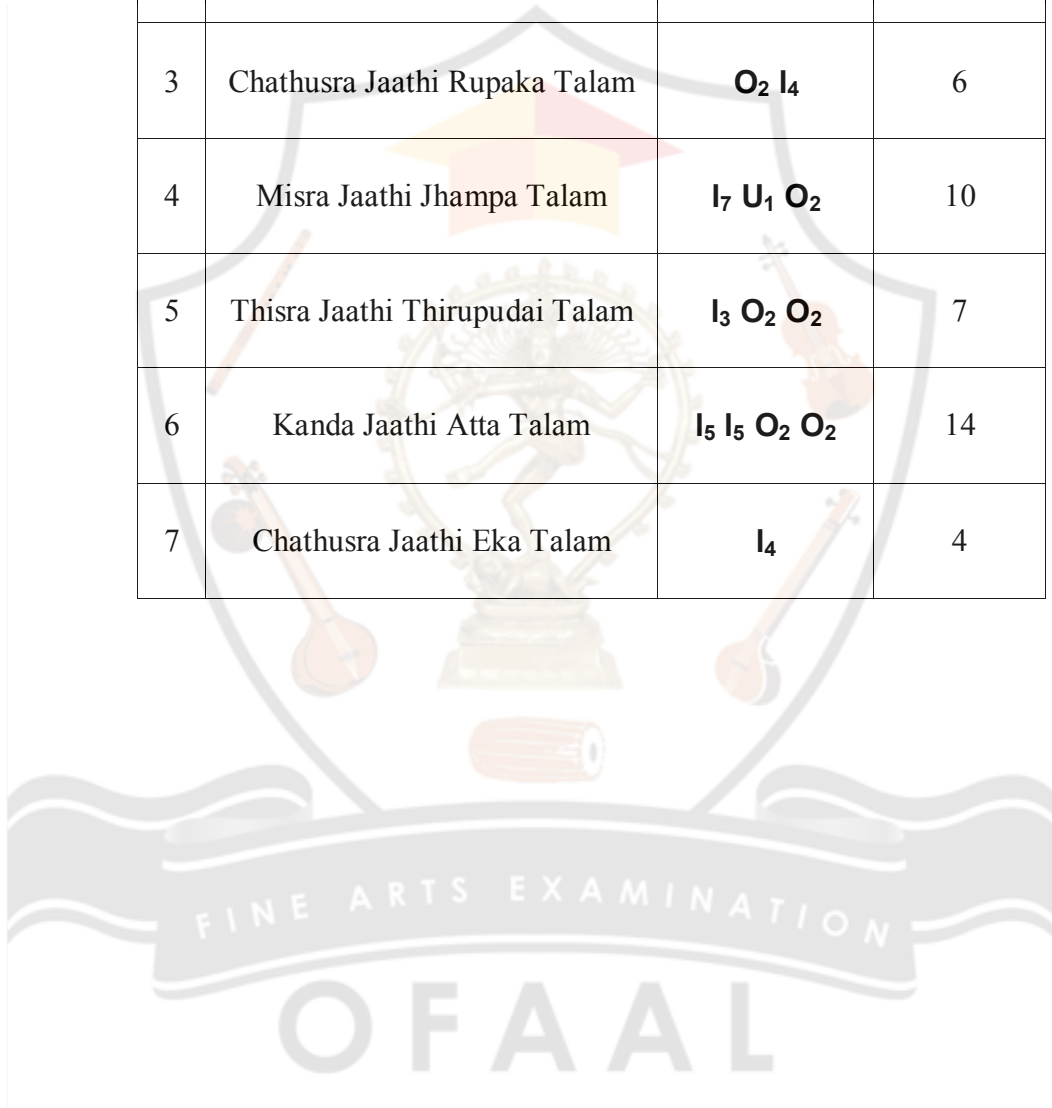 3 Chathusra Jaathi Rupaka Talam O₂ I₄ 6
4 Misra Jaathi Jhampa Talam I₇ U₁ O₂ 10
5 Thisra Jaathi Thirupudai Talam I₃ O₂ O₂ 7
6 Kanda Jaathi Atta Talam I₅ I₅ O₂ O₂ 14
7 Chathusra Jaathi Eka Talam I₄ 4
FINE ARTS EXAMINATION
OFAAL